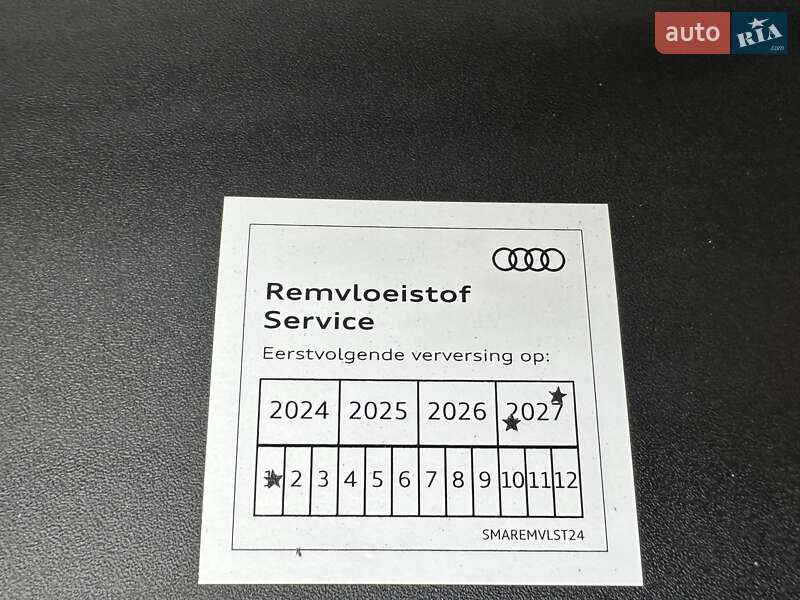 auto RIA .com
Remvloeistof
Service
Eerstvolgende verversing op:
2024 2025 2026 2027
1 2 3 4 5 6 7 8 9 10 11 12
SMAREMVLST24